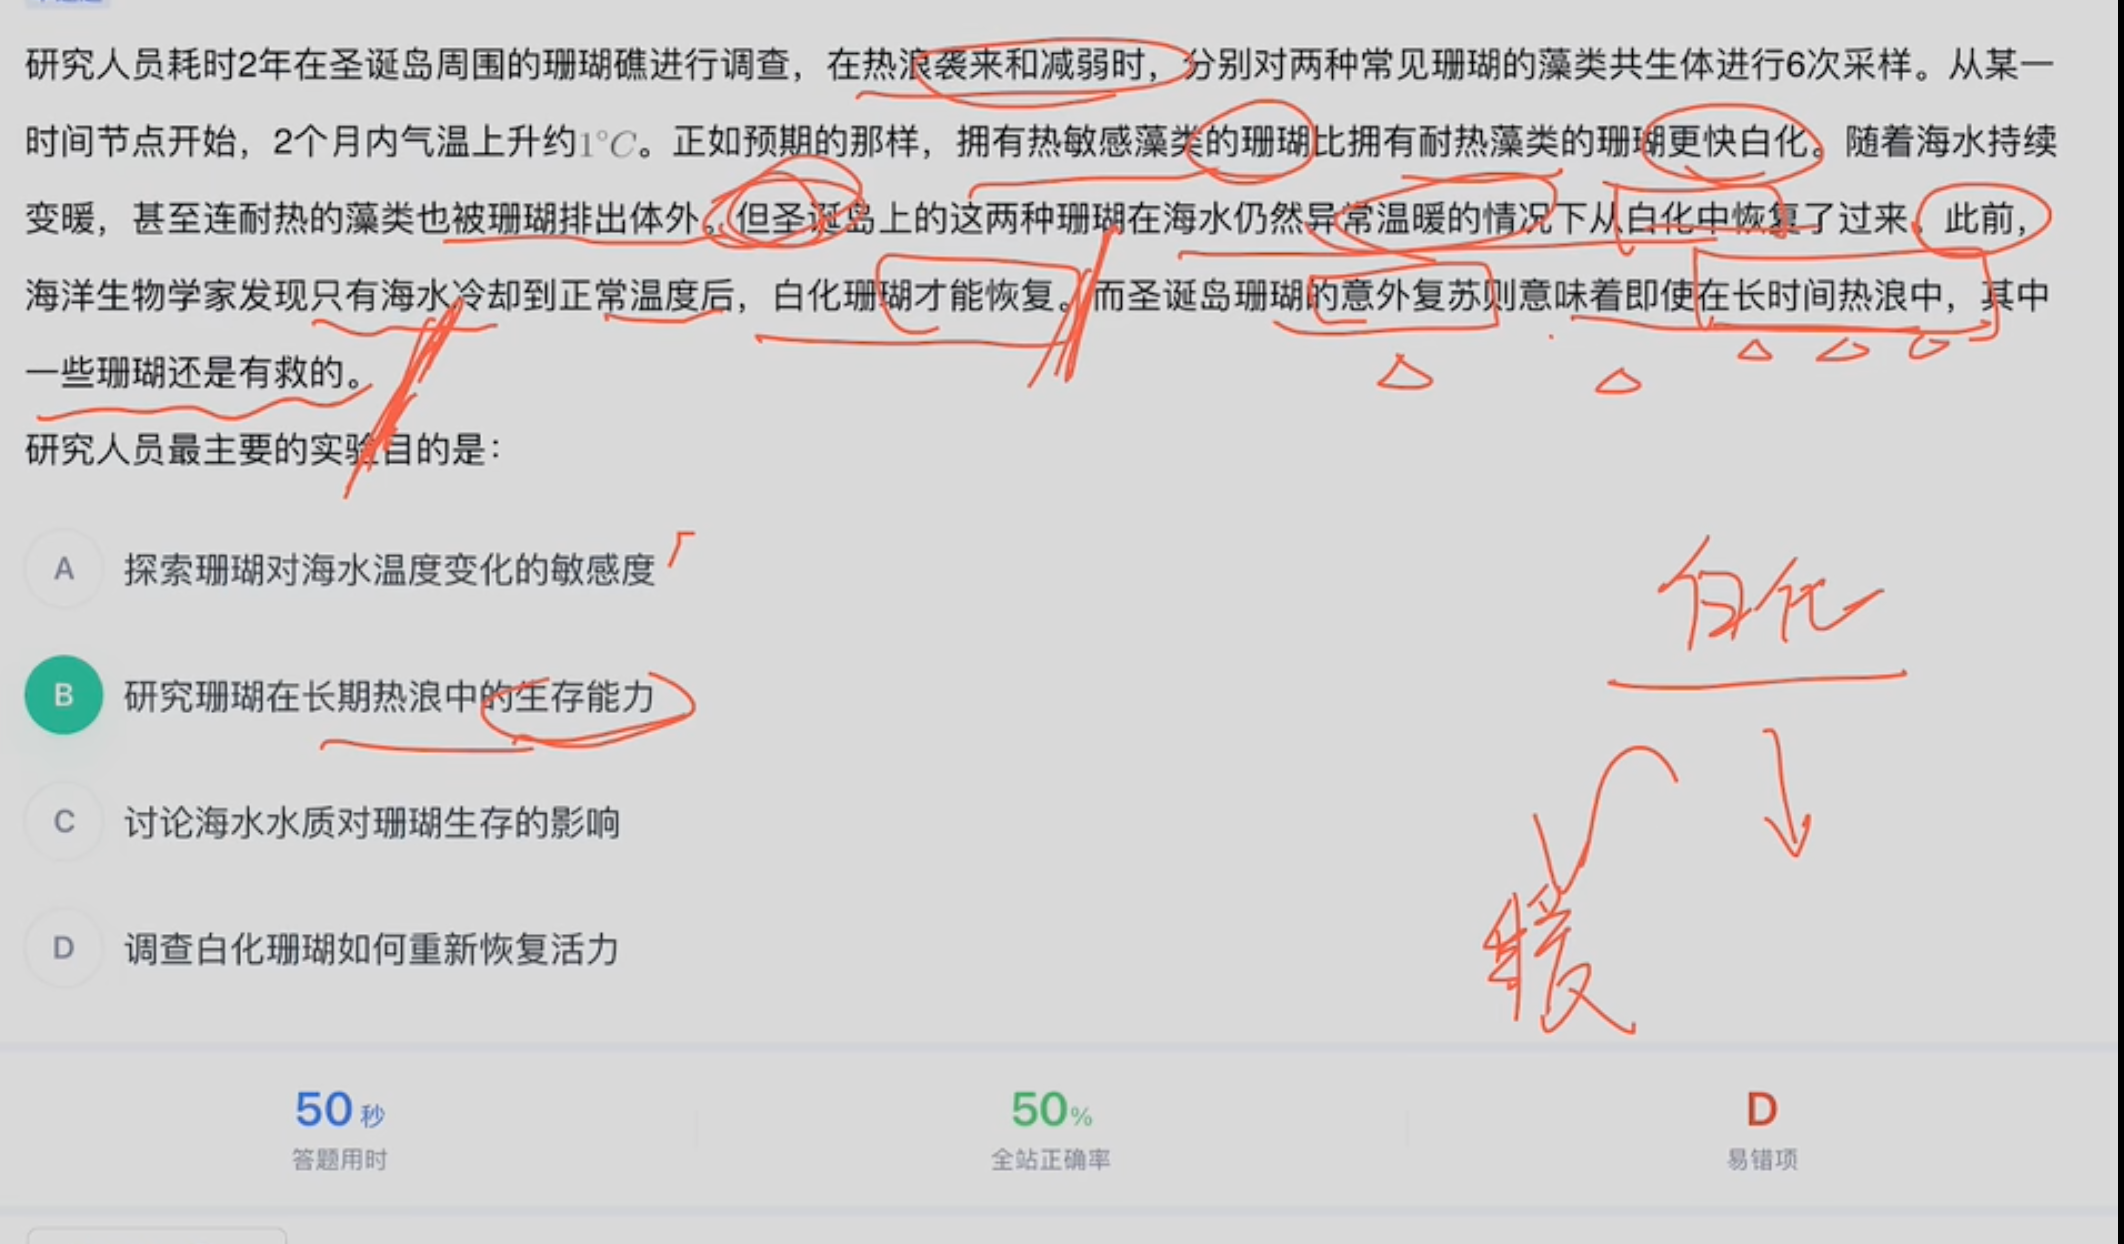 研究人员耗时2年在圣诞岛周围的珊瑚礁进行调查，在热浪袭来和减弱时，分别对两种常见珊瑚的藻类共生体进行6次采样。从某一
时间节点开始，2个月内气温上升约1°C。正如预期的那样，拥有热敏感藻类的珊瑚比拥有耐热藻类的珊瑚更快白化。随着海水持续
变暖，甚至连耐热的藻类也被珊瑚排出体外。但圣诞岛上的这两种珊瑚在海水仍然异常温暖的情况下从白化中恢复了过来。此前，
海洋生物学家发现只有海水冷却到正常温度后，白化珊瑚才能恢复。而圣诞岛珊瑚的意外复苏则意味着即使在长时间热浪中，其中
一些珊瑚还是有救的。
研究人员最主要的实验目的是：
A 探索珊瑚对海水温度变化的敏感度
B 研究珊瑚在长期热浪中的生存能力
C 讨论海水水质对珊瑚生存的影响
D 调查白化珊瑚如何重新恢复活力
白化
暖
50秒 50% D
答题用时 全站正确率 易错项